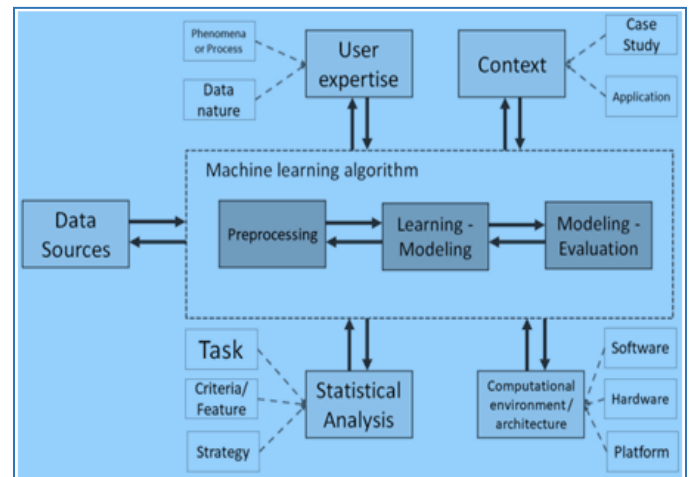 Phenomena
or Process
Data
nature
User
expertise
Context
Case
Study
Application
Machine learning algorithm
Data
Sources
Preprocessing
Learning -
Modeling
Modeling -
Evaluation
Task
Criteria/
Feature
Strategy
Statistical
Analysis
Computational
environment/
architecture
Software
Hardware
Platform